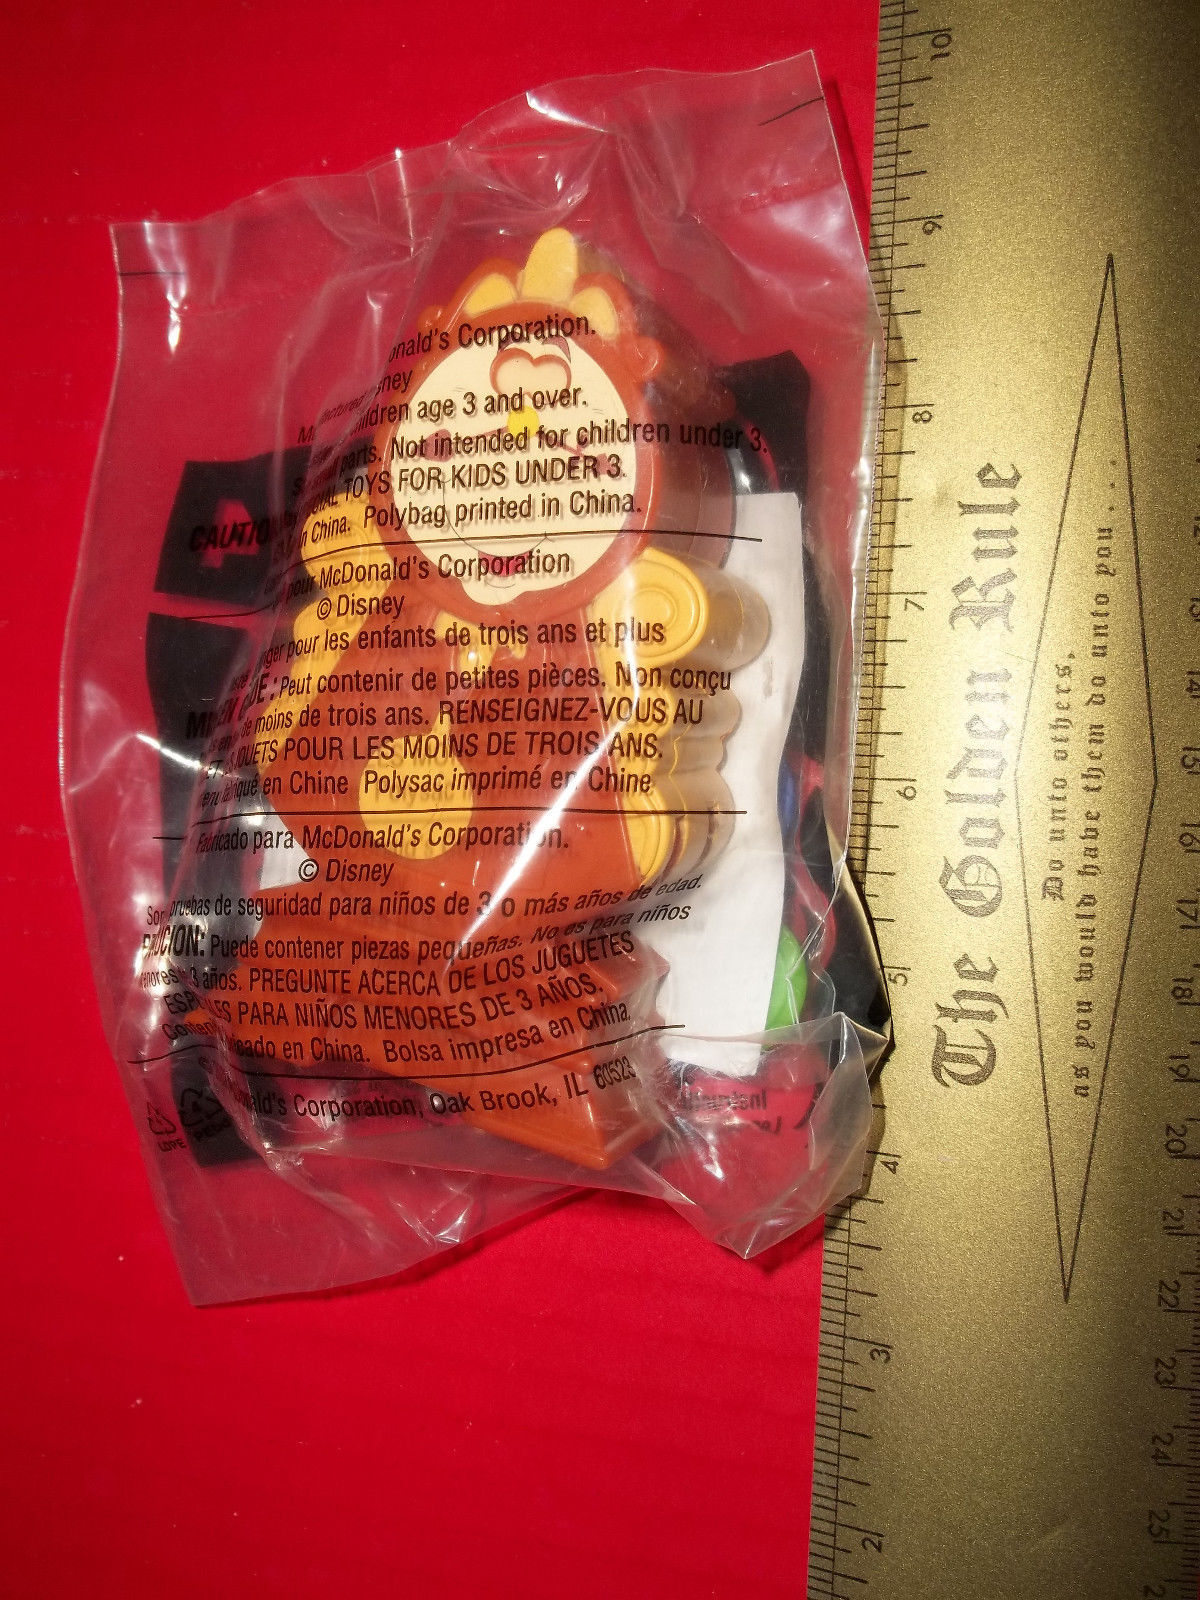 onald's Corporation.
ney
ildren age 3 and over.
parts. Not intended for children under 3.
TOYS FOR KIDS UNDER 3.
in China. Polybag printed in China.
pour McDonald's Corporation
© Disney
pour les enfants de trois ans et plus
Peut contenir de petites pièces. Non conçu
de moins de trois ans. RENSEIGNEZ-VOUS AU
JOUETS POUR LES MOINS DE TROIS ANS.
en Chine Polysac imprimé en Chine
Fabricado para McDonald's Corporation.
© Disney
pruebas de seguridad para niños de 3 o más años de edad.
Puede contener piezas pequeñas. No es para niños
3 años. PREGUNTE ACERCA DE LOS JUGUETES
PARA NIÑOS MENORES DE 3 AÑOS.
en China. Bolsa impresa en China.
ald's Corporation, Oak Brook, IL 60523
The Golden Rule
Do unto others,
as you would have them do unto you....
10
9
8
7
6
5
4
3
2
14
15
16
17
18
19
20
21
22
23
24
25